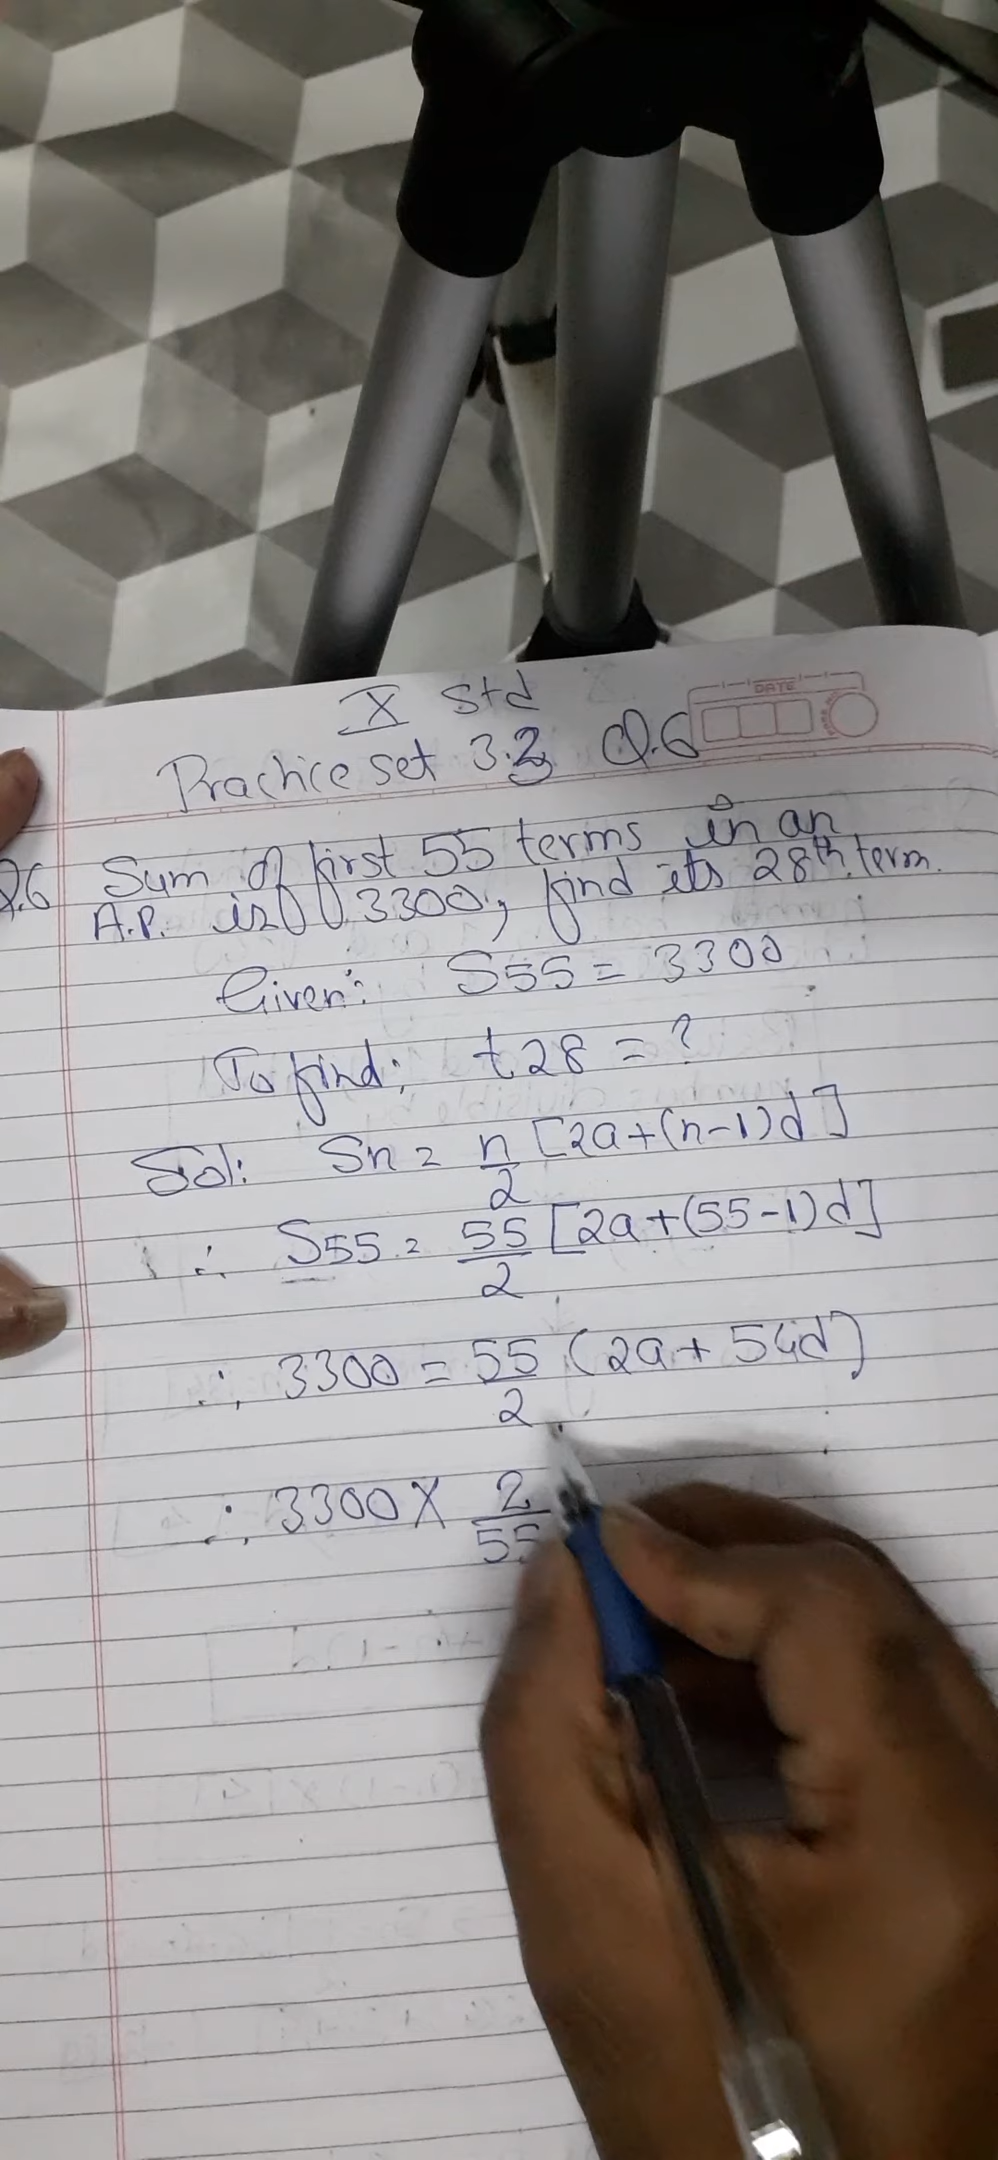 X Std
DATE
Practice set 3.3 Q.6
Q.6 Sum of first 55 terms in an
A.P. is 3300, find its 28th term.
Given: S55 = 3300
To find: t28 = ?
Sol: Sn = n/2 [2a+(n-1)d]
∴ S55 = 55/2 [2a+(55-1)d]
∴ 3300 = 55/2 (2a + 54d)
∴ 3300 X 2/55